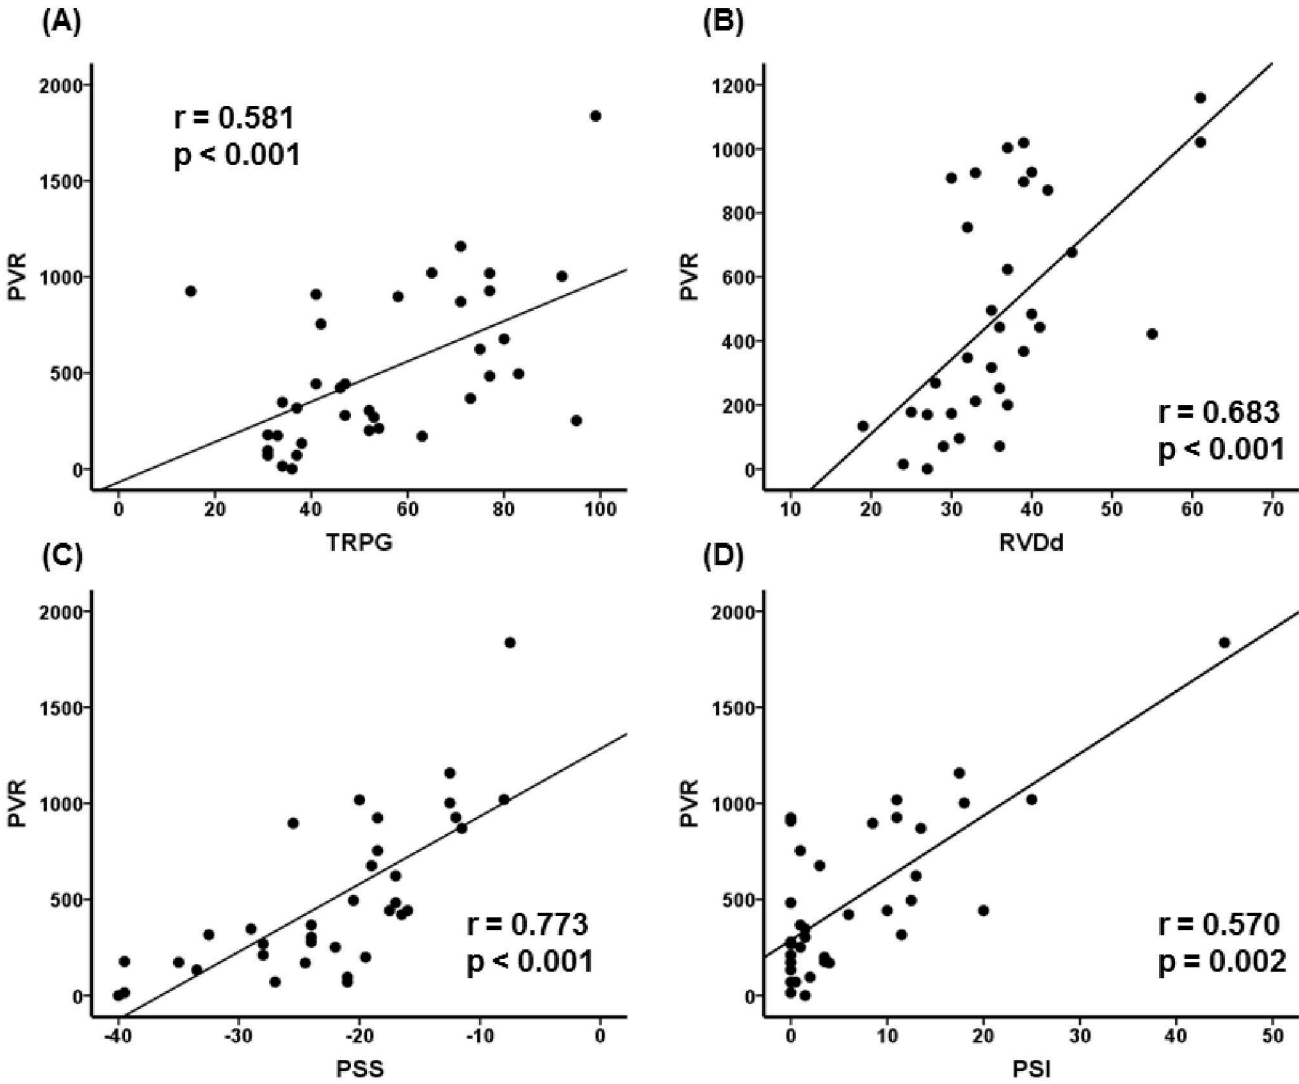 (A)
2000
1500
1000
500
0
PVR
r = 0.581
p < 0.001
0 20 40 60 80 100
TRPG
(B)
1200
1000
800
600
400
200
0
PVR
r = 0.683
p < 0.001
10 20 30 40 50 60 70
RVDd
(C)
2000
1500
1000
500
0
PVR
r = 0.773
p < 0.001
-40 -30 -20 -10 0
PSS
(D)
2000
1500
1000
500
0
PVR
r = 0.570
p = 0.002
0 10 20 30 40 50
PSI